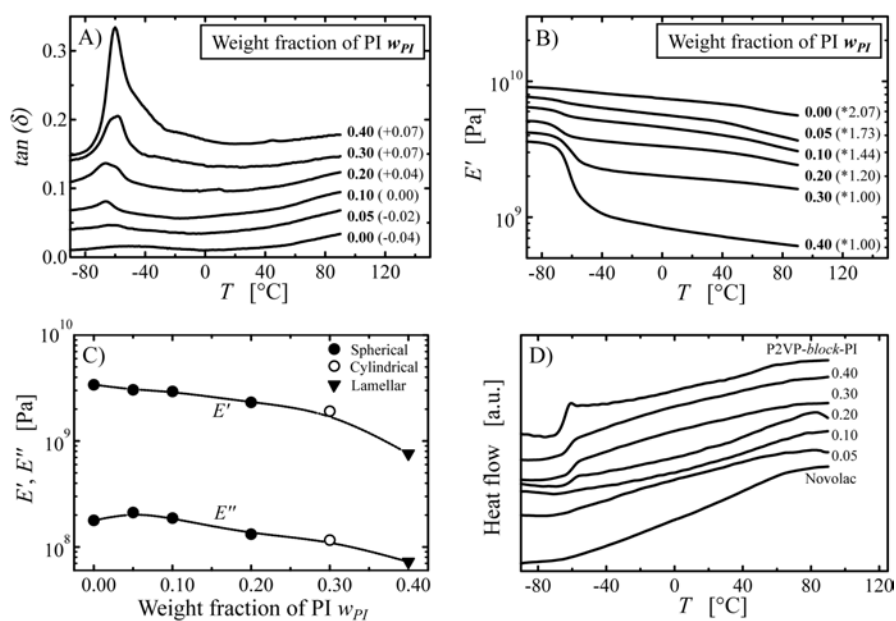 A)
Weight fraction of PI w_PI
tan (δ)
0.3
0.2
0.1
0.0
0.40 (+0.07)
0.30 (+0.07)
0.20 (+0.04)
0.10 ( 0.00)
0.05 (-0.02)
0.00 (-0.04)
-80 -40 0 40 80 120
T [°C]
B)
Weight fraction of PI w_PI
E' [Pa]
10^10
10^9
0.00 (*2.07)
0.05 (*1.73)
0.10 (*1.44)
0.20 (*1.20)
0.30 (*1.00)
0.40 (*1.00)
-80 -40 0 40 80 120
T [°C]
C)
Spherical
Cylindrical
Lamellar
E', E'' [Pa]
10^10
10^9
10^8
E'
E''
0.00 0.10 0.20 0.30 0.40
Weight fraction of PI w_PI
D)
Heat flow [a.u.]
P2VP-block-PI
0.40
0.30
0.20
0.10
0.05
Novolac
-80 -40 0 40 80 120
T [°C]